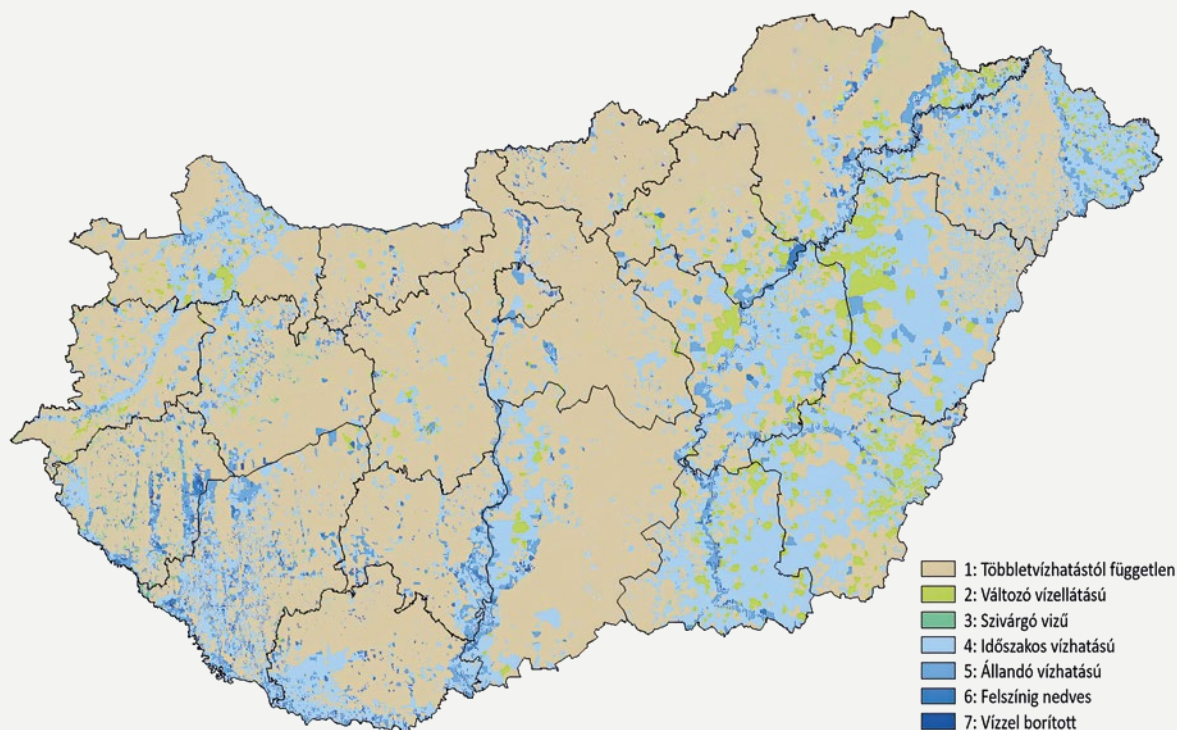 1: Többletvízhatástól független
2: Változó vízellátású
3: Szivárgó vizű
4: Időszakos vízhatású
5: Állandó vízhatású
6: Felszínig nedves
7: Vízzel borított